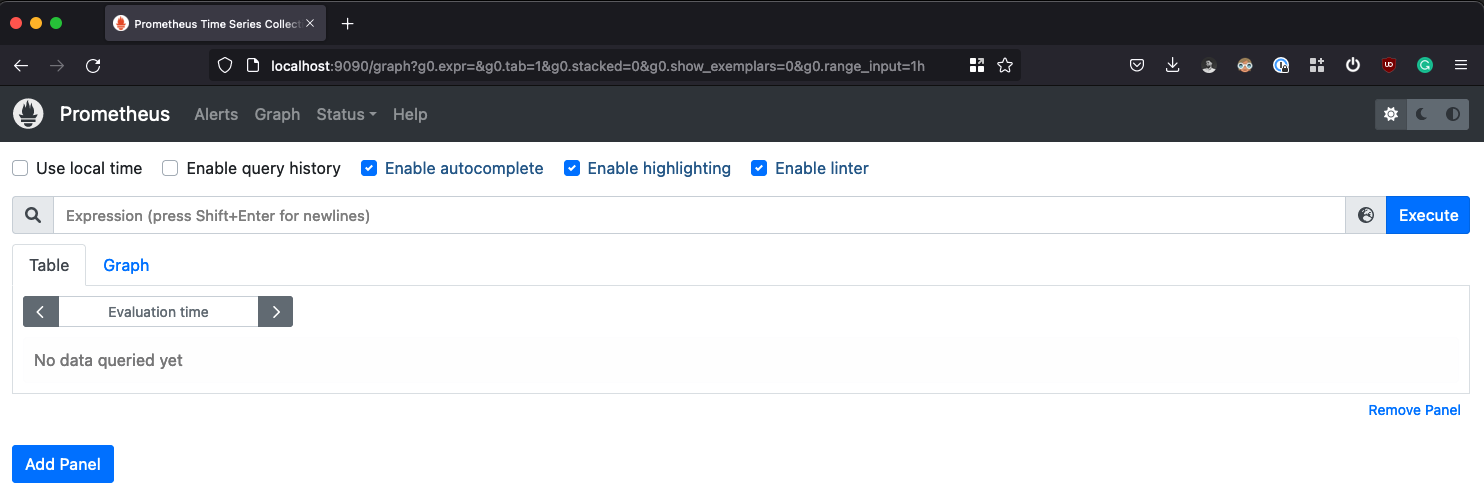 Prometheus Time Series Collect
localhost:9090/graph?g0.expr=&g0.tab=1&g0.stacked=0&g0.show_exemplars=0&g0.range_input=1h
Prometheus Alerts Graph Status Help
Use local time Enable query history Enable autocomplete Enable highlighting Enable linter
Expression (press Shift+Enter for newlines) Execute
Table Graph
Evaluation time
No data queried yet
Remove Panel
Add Panel